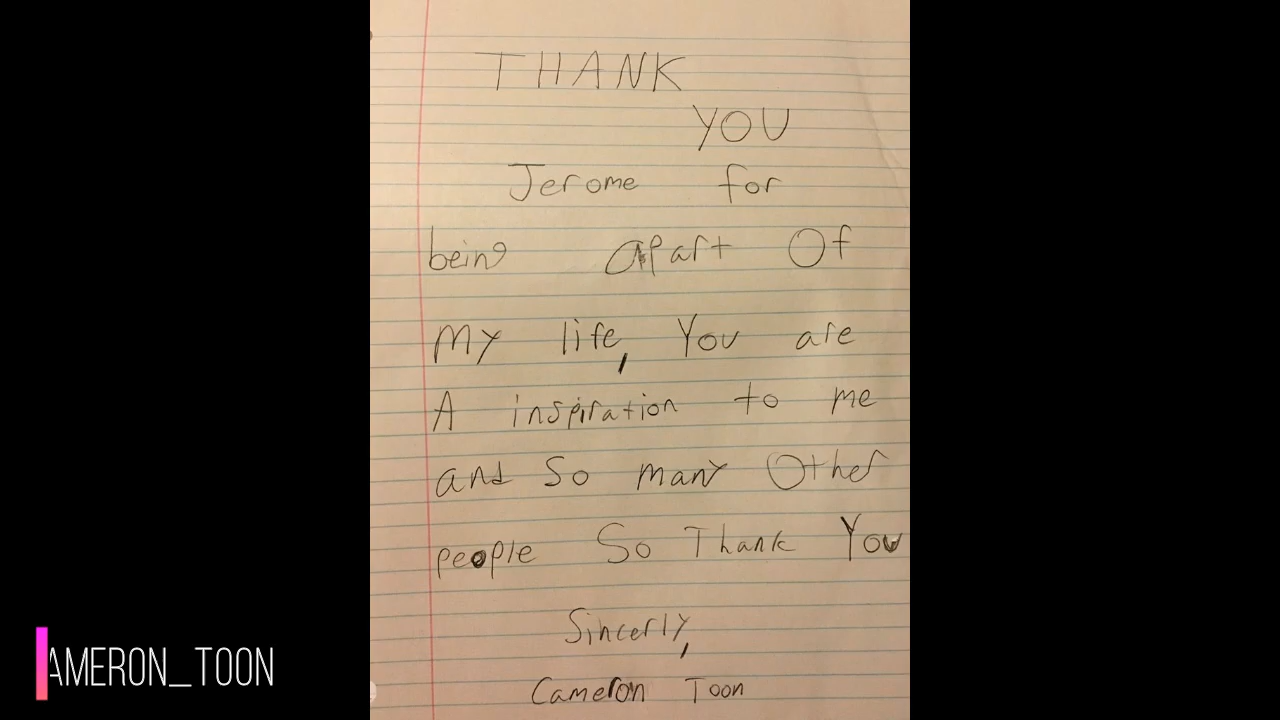 THANK
YOU
Jerome for
being apart Of
My life, You are
A inspiration to me
and So many Other
people So Thank You
Sincerly,
Cameron Toon
AMERON_TOON